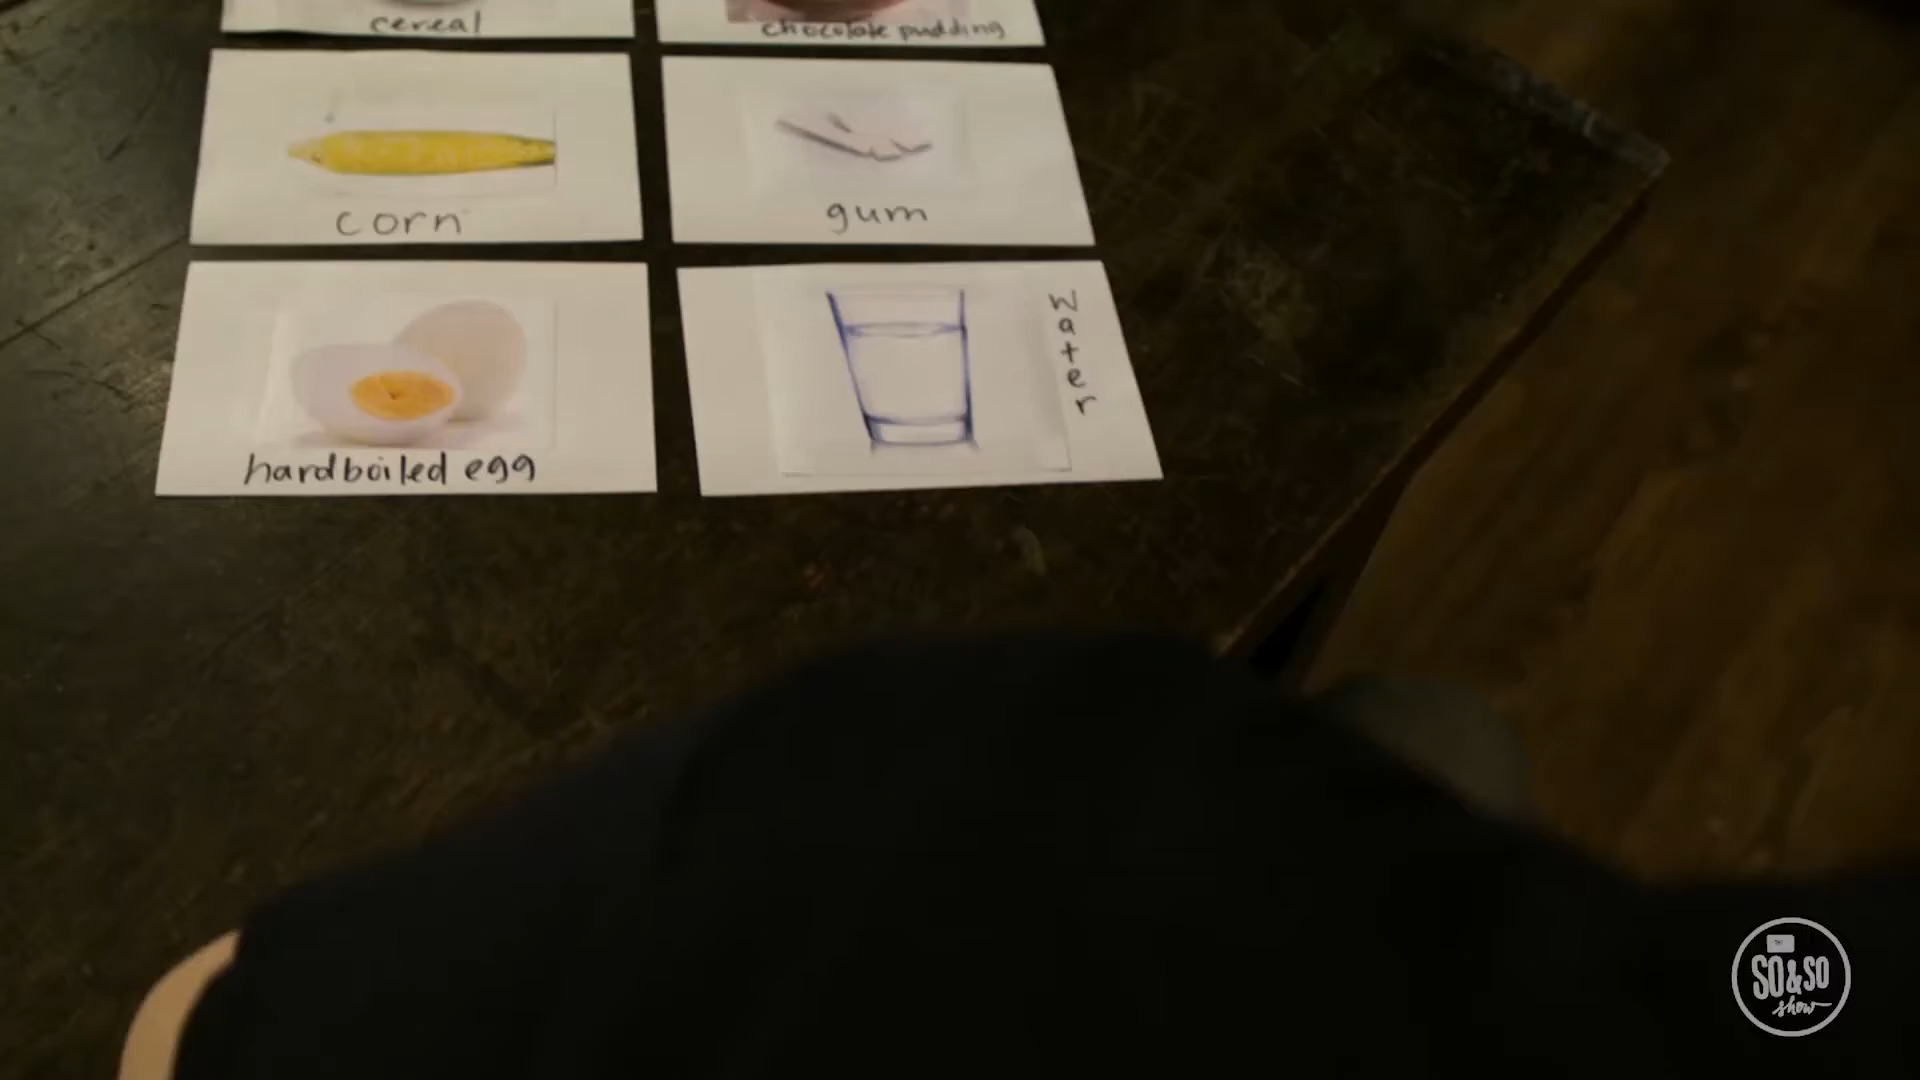 cereal
chocolate pudding
corn
gum
hardboiled egg
Water
SO&SO
show